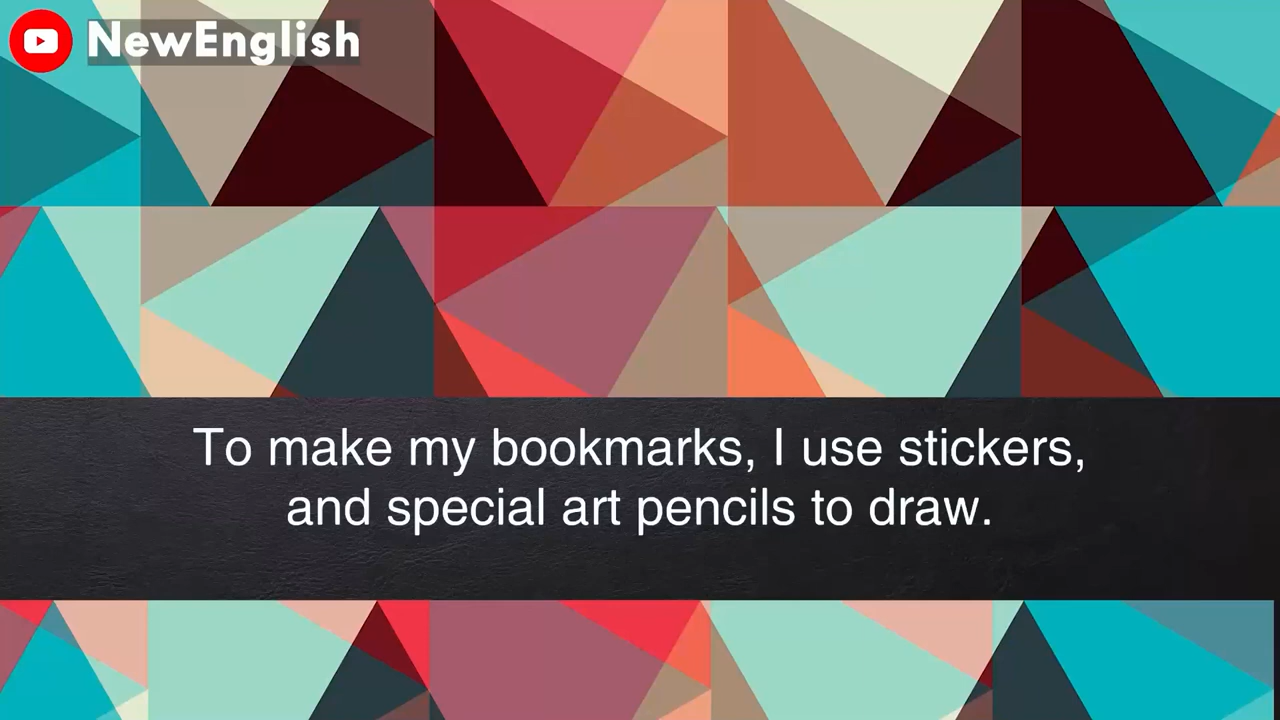 NewEnglish
To make my bookmarks, I use stickers,
and special art pencils to draw.